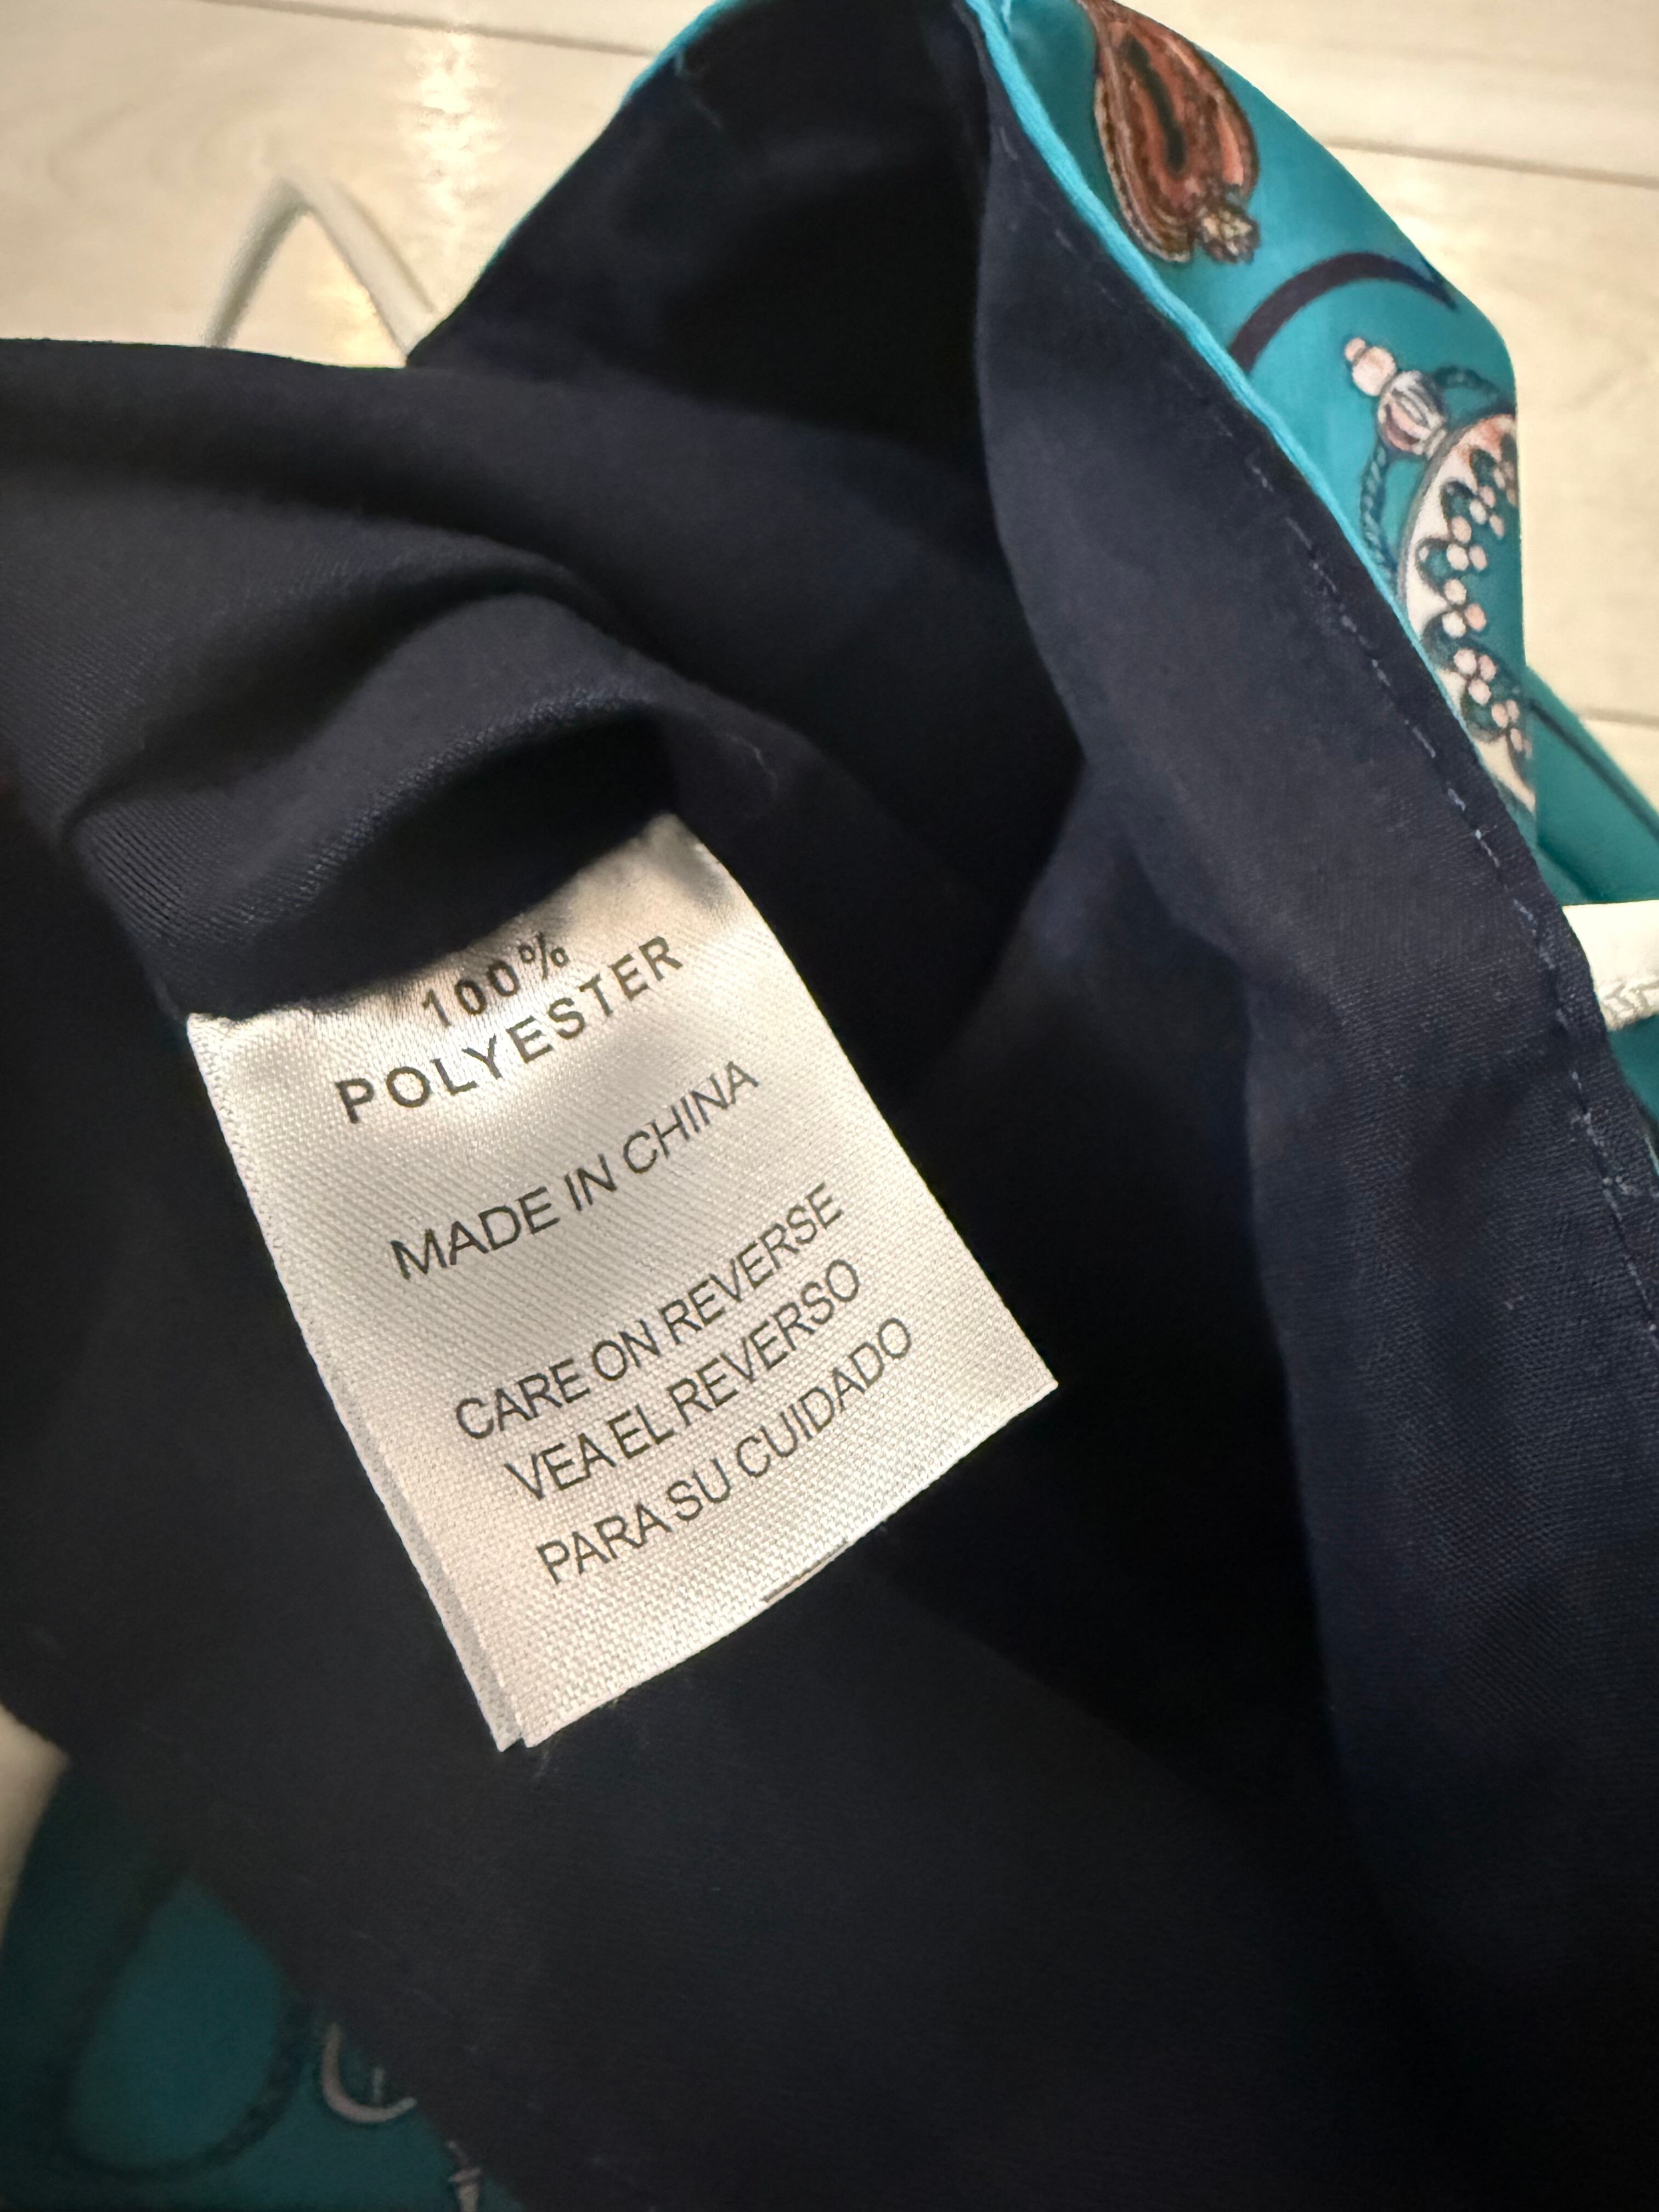 100%
POLYESTER
MADE IN CHINA
CARE ON REVERSE
VEA EL REVERSO
PARA SU CUIDADO